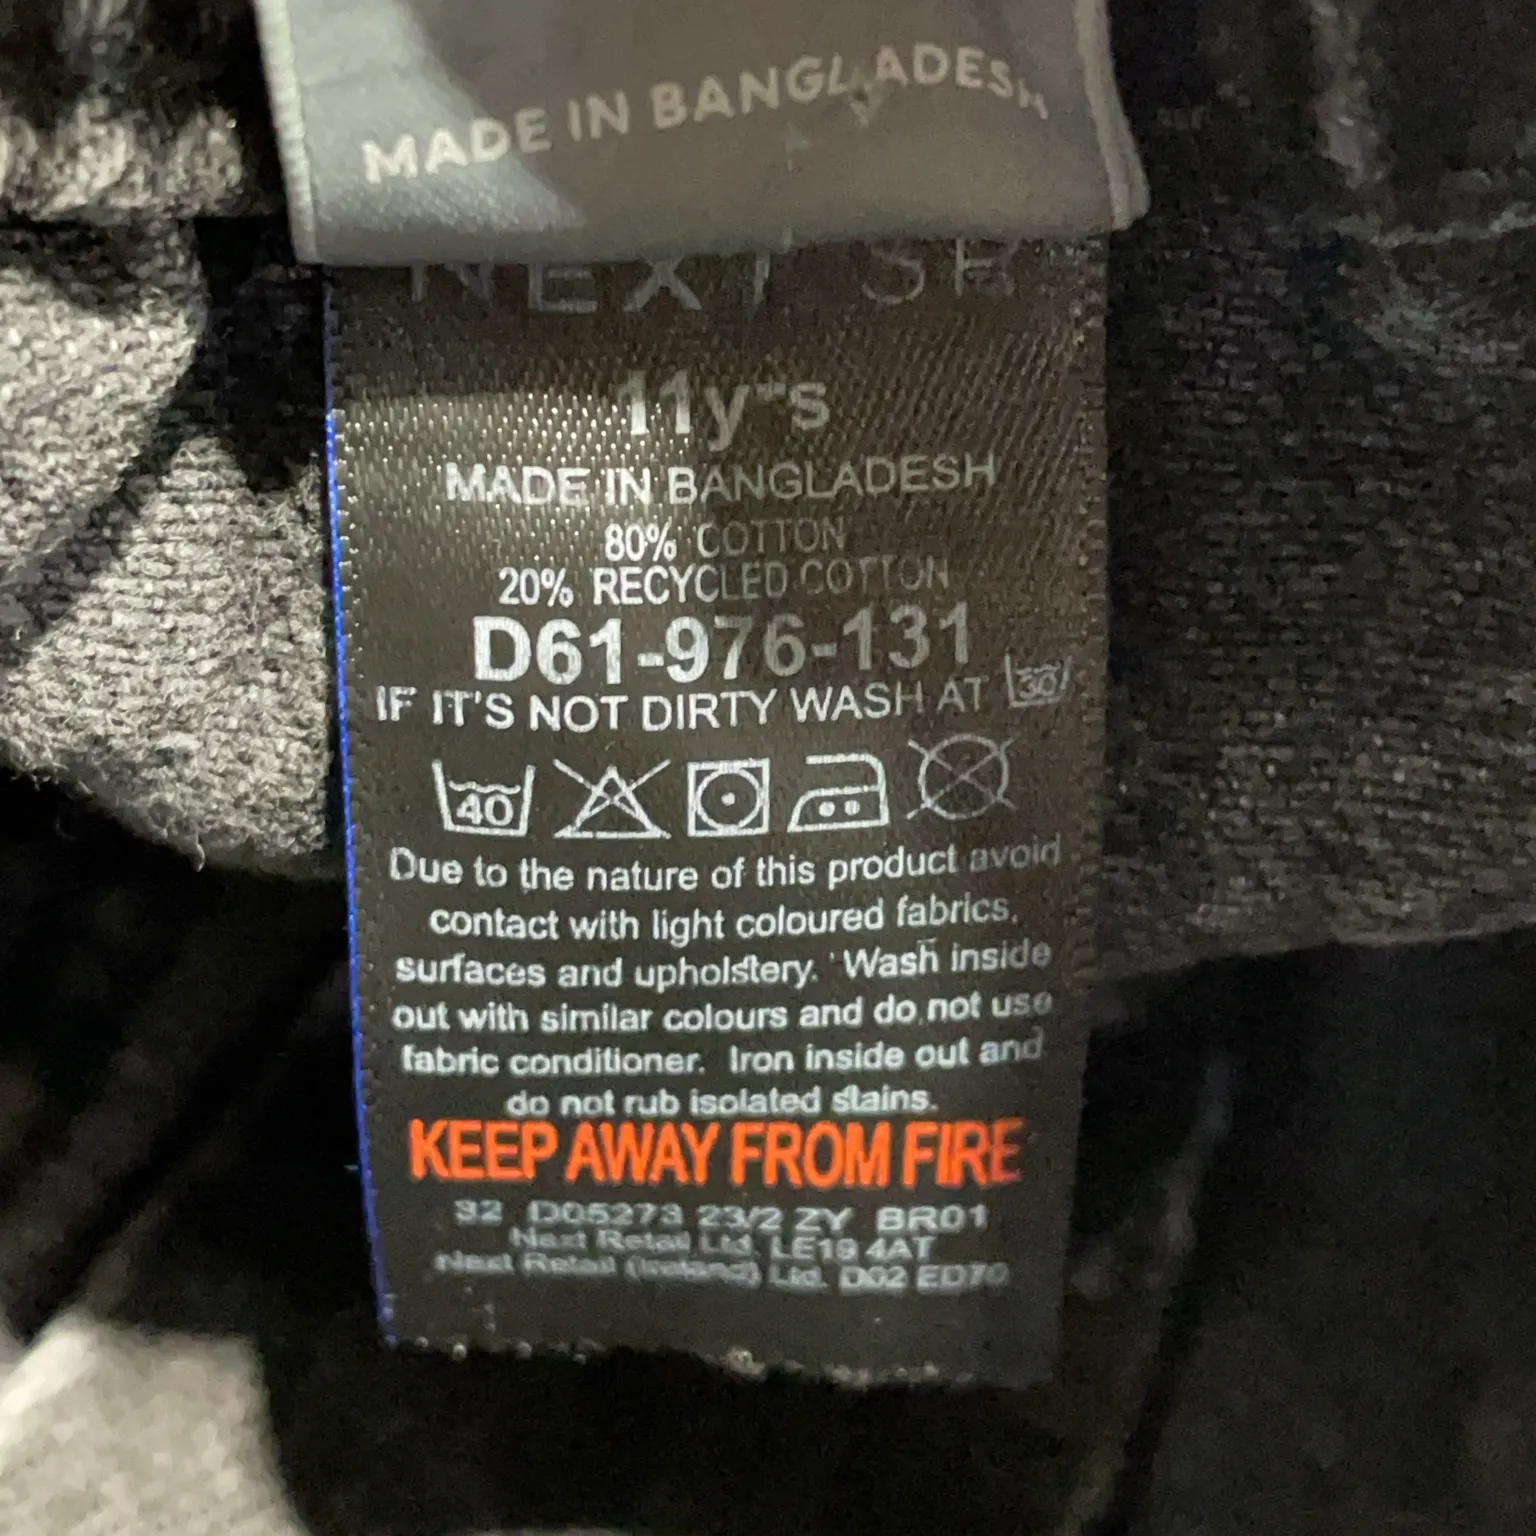 MADE IN BANGLADESH
NEXT SR
11y"s
MADE IN BANGLADESH
80% COTTON
20% RECYCLED COTTON
D61-976-131
IF IT'S NOT DIRTY WASH AT 30
40
Due to the nature of this product avoid
contact with light coloured fabrics,
surfaces and upholstery. Wash inside
out with similar colours and do not use
fabric conditioner. Iron inside out and
do not rub isolated stains.
KEEP AWAY FROM FIRE
32 D05273 23/2 ZY BR01
Next Retail Ltd. LE19 4AT
Next Retail (Ireland) Ltd. D02 ED70